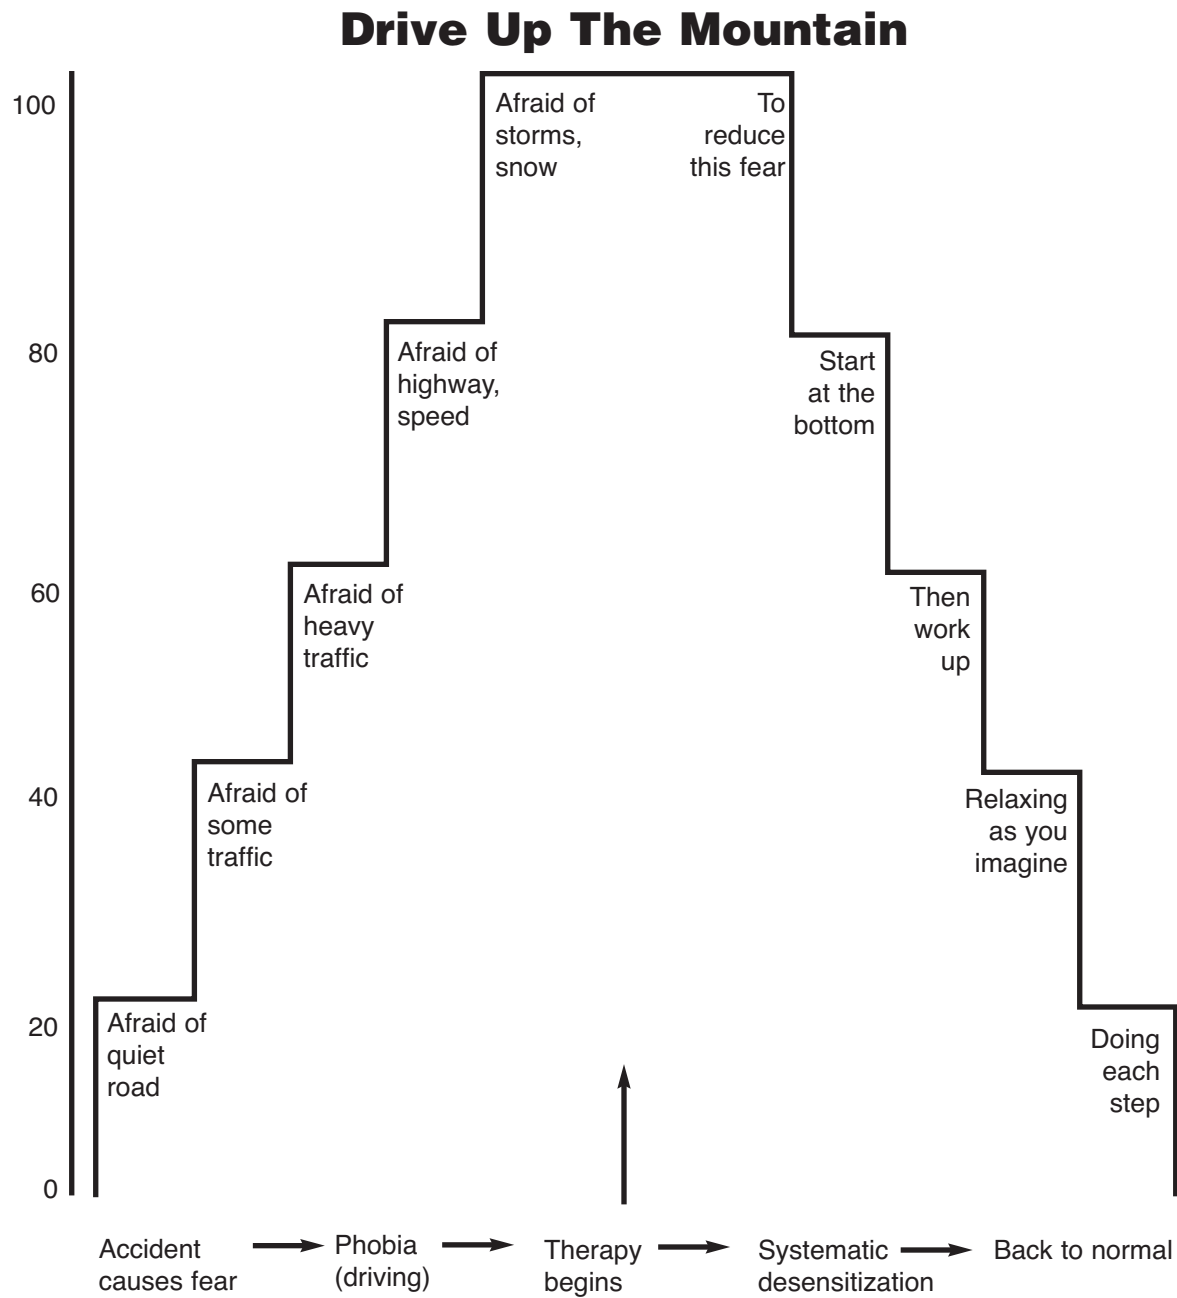 Drive Up The Mountain
100
Afraid of
storms,
snow
To
reduce
this fear
80
Afraid of
highway,
speed
Start
at the
bottom
60
Afraid of
heavy
traffic
Then
work
up
40
Afraid of
some
traffic
Relaxing
as you
imagine
20
Afraid of
quiet
road
Doing
each
step
0
Accident
causes fear
Phobia
(driving)
Therapy
begins
Systematic
desensitization
Back to normal